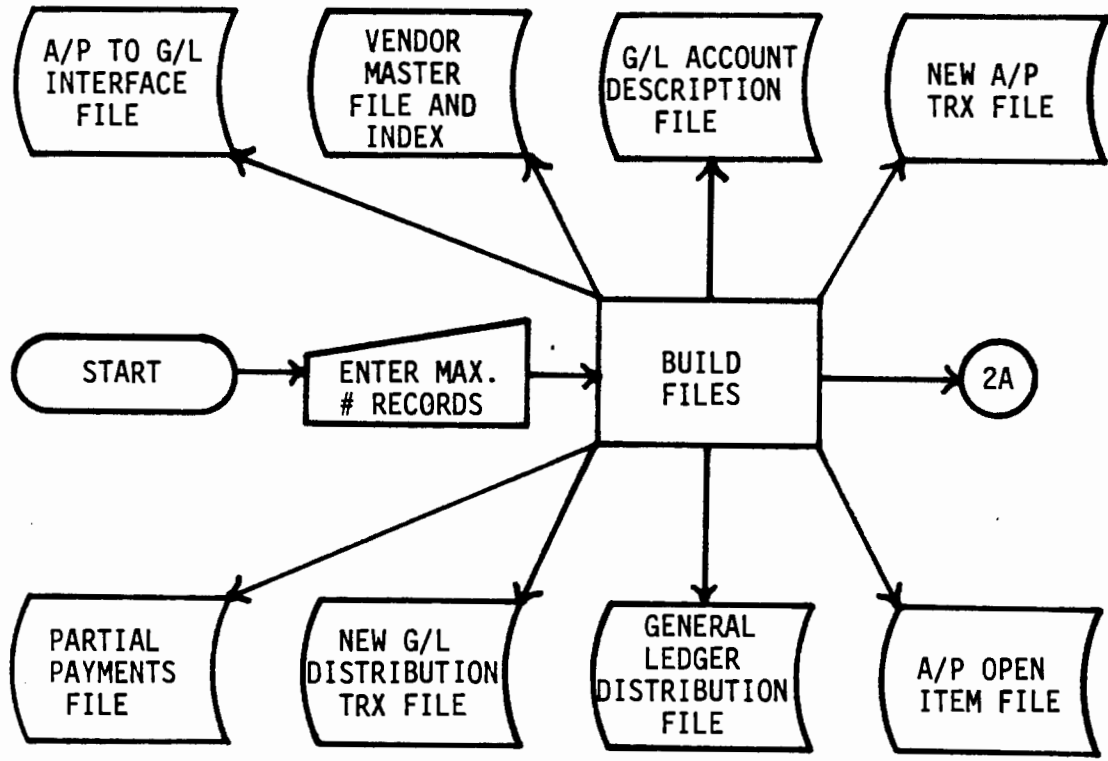 A/P TO G/L
INTERFACE
FILE
VENDOR
MASTER
FILE AND
INDEX
G/L ACCOUNT
DESCRIPTION
FILE
NEW A/P
TRX FILE
START
ENTER MAX.
# RECORDS
BUILD
FILES
2A
PARTIAL
PAYMENTS
FILE
NEW G/L
DISTRIBUTION
TRX FILE
GENERAL
LEDGER
DISTRIBUTION
FILE
A/P OPEN
ITEM FILE